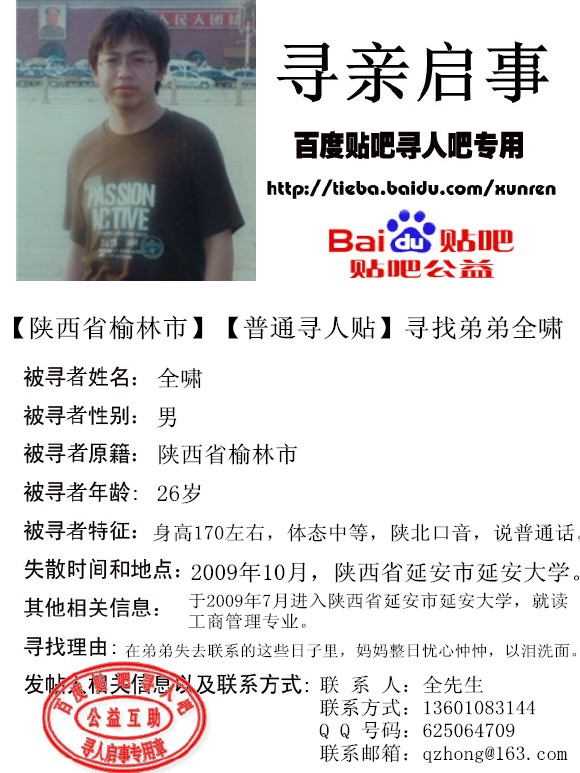 人民大团结
PASSION
ACTIVE
寻亲启事
百度贴吧寻人吧专用
http://tieba.baidu.com/xunren
Bai du 贴吧
贴吧公益
【陕西省榆林市】【普通寻人贴】寻找弟弟全啸
被寻者姓名：全啸
被寻者性别：男
被寻者原籍：陕西省榆林市
被寻者年龄：26岁
被寻者特征：身高170左右，体态中等，陕北口音，说普通话。
失散时间和地点：2009年10月，陕西省延安市延安大学。
其他相关信息：于2009年7月进入陕西省延安市延安大学，就读
工商管理专业。
寻找理由：在弟弟失去联系的这些日子里，妈妈整日忧心忡忡，以泪洗面。
发帖人相关信息以及联系方式：联 系 人：全先生
联系方式：13601083144
Q Q 号码：625064709
联系邮箱：qzhong@163.com
百度贴吧寻人吧
公益互助
寻人启事专用章